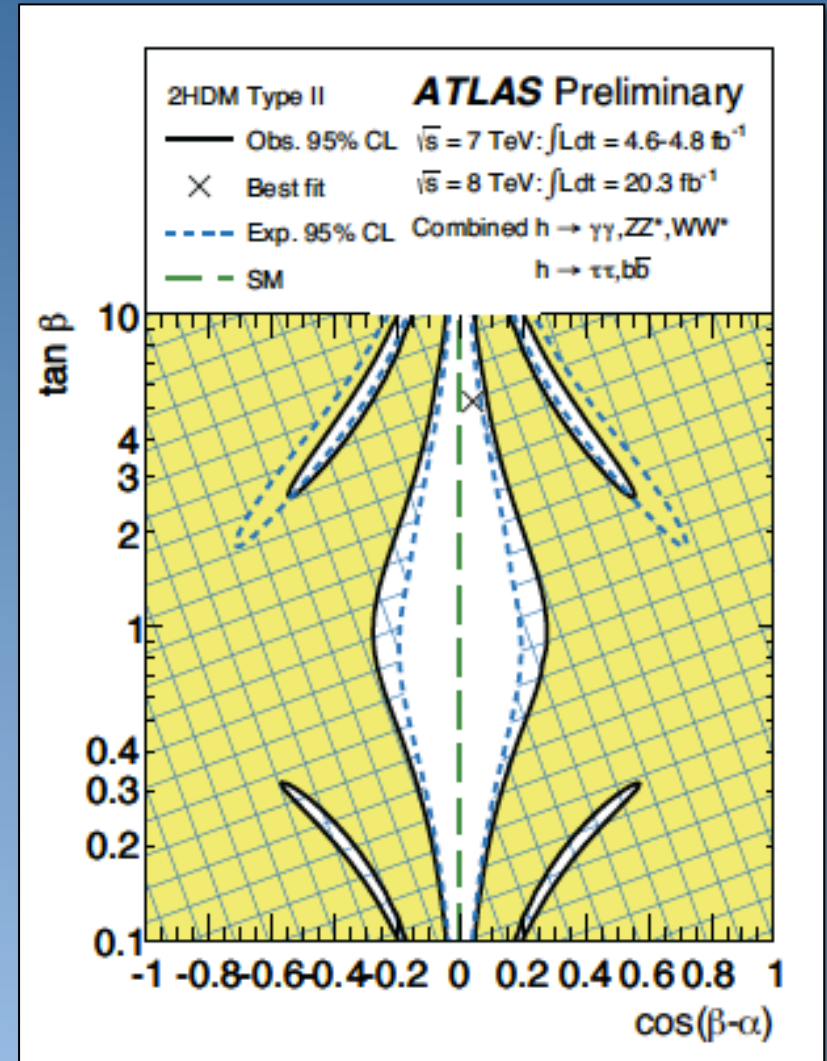 2HDM Type II
ATLAS Preliminary
Obs. 95% CL
√s = 7 TeV: ∫Ldt = 4.6-4.8 fb⁻¹
Best fit
√s = 8 TeV: ∫Ldt = 20.3 fb⁻¹
Exp. 95% CL
Combined h → γγ,ZZ*,WW*
SM
h → ττ,bb̅
tan β
10
4
3
2
1
0.4
0.3
0.2
0.1
-1 -0.8 -0.6 -0.4 -0.2 0 0.2 0.4 0.6 0.8 1
cos(β-α)